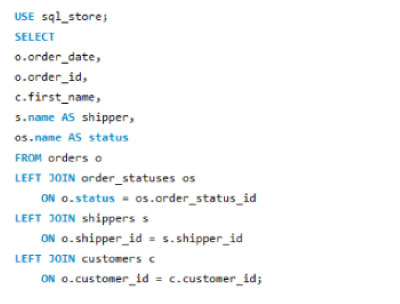 USE sql_store;
SELECT
o.order_date,
o.order_id,
c.first_name,
s.name AS shipper,
os.name AS status
FROM orders o
LEFT JOIN order_statuses os
    ON o.status = os.order_status_id
LEFT JOIN shippers s
    ON o.shipper_id = s.shipper_id
LEFT JOIN customers c
    ON o.customer_id = c.customer_id;